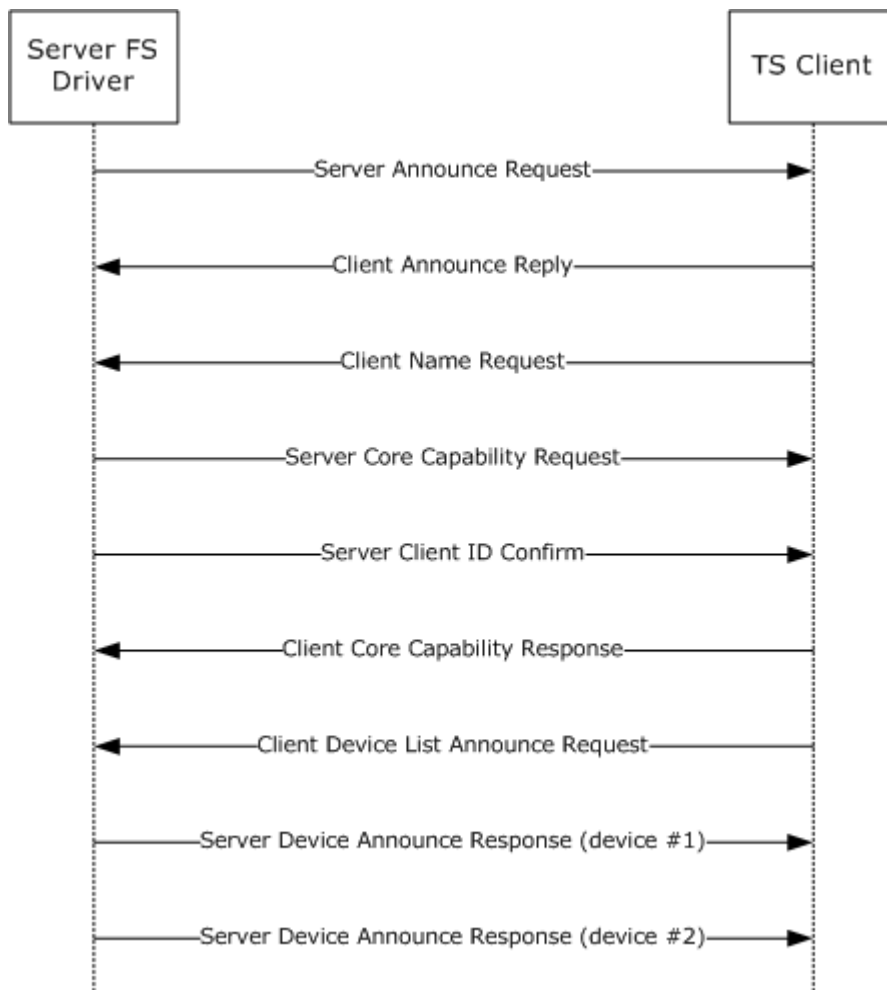 Server FS
Driver
TS Client
Server Announce Request
Client Announce Reply
Client Name Request
Server Core Capability Request
Server Client ID Confirm
Client Core Capability Response
Client Device List Announce Request
Server Device Announce Response (device #1)
Server Device Announce Response (device #2)